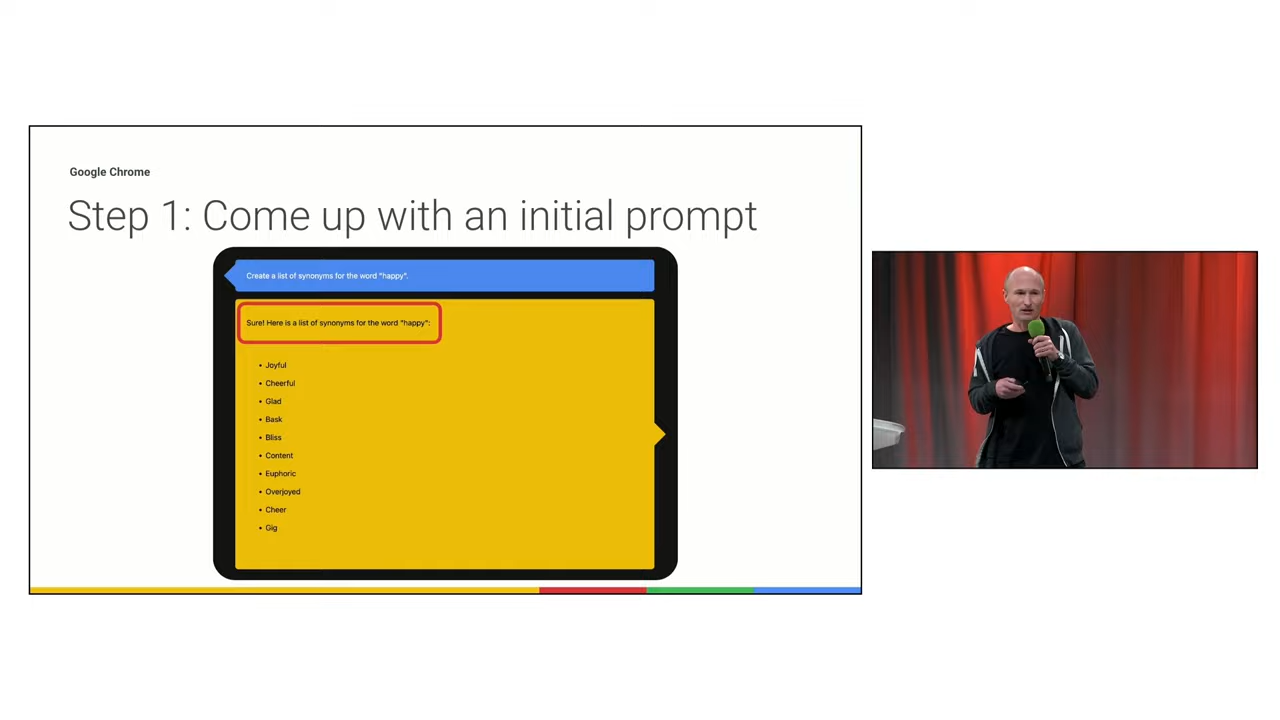 Google Chrome
Step 1: Come up with an initial prompt
Create a list of synonyms for the word "happy".
Sure! Here is a list of synonyms for the word "happy":
• Joyful
• Cheerful
• Glad
• Bask
• Bliss
• Content
• Euphoric
• Overjoyed
• Cheer
• Gig